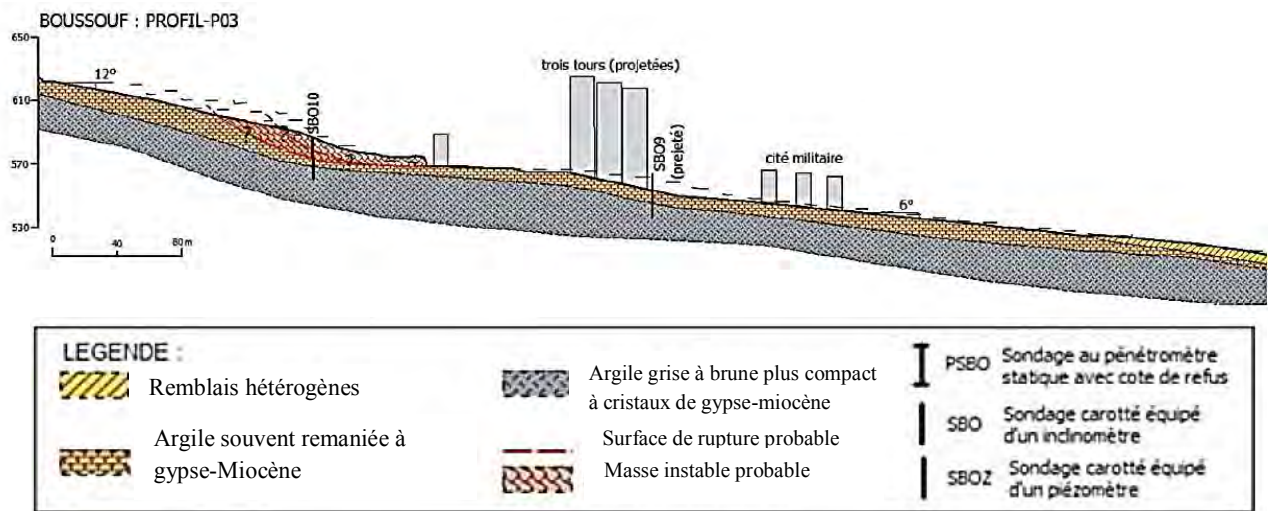 BOUSSOUF : PROFIL-P03
650
610
570
530
12°
SBO10
?
?
?
trois tours (projetées)
SBO9
(prejeté)
cité militaire
6°
0 40 80 m
LEGENDE :
Remblais hétérogènes
Argile souvent remaniée à
gypse-Miocène
Argile grise à brune plus compact
à cristaux de gypse-miocène
Surface de rupture probable
Masse instable probable
PSBO Sondage au pénétromètre
statique avec cote de refus
SBO Sondage carotté équipé
d'un inclinomètre
SBOZ Sondage carotté équipé
d'un piézomètre